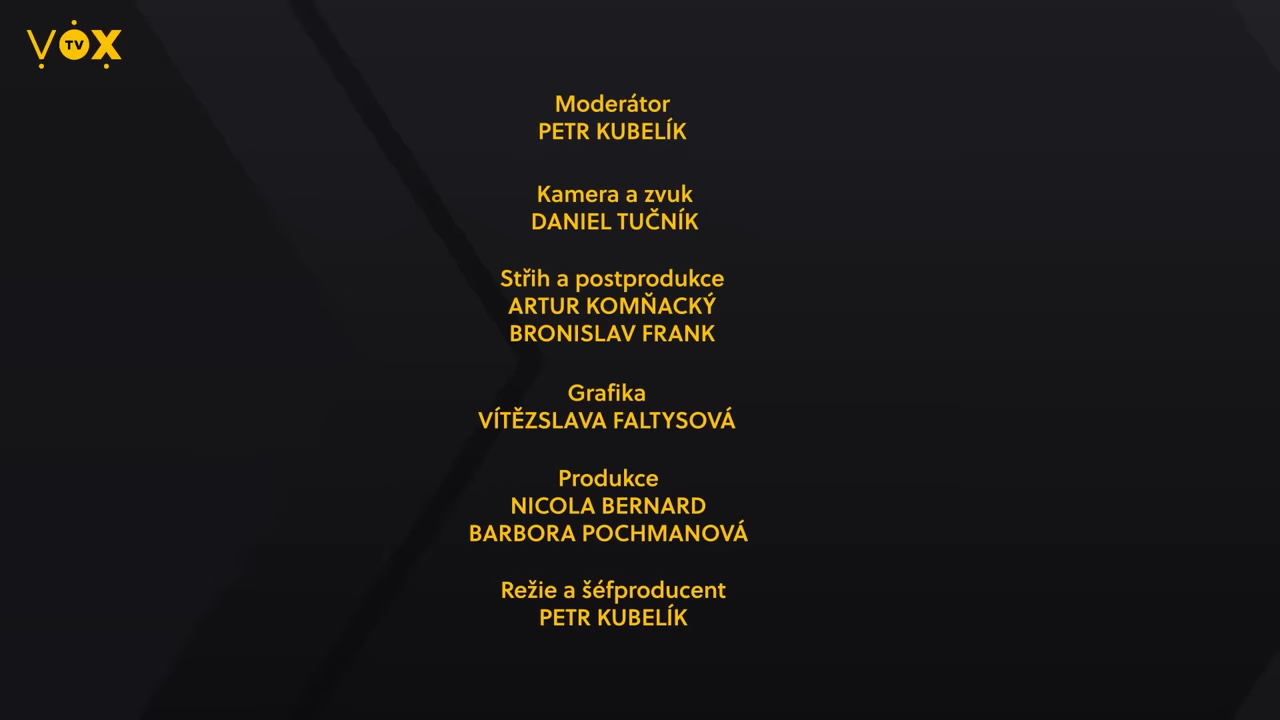 VOX
TV
Moderátor
PETR KUBELÍK
Kamera a zvuk
DANIEL TUČNÍK
Střih a postprodukce
ARTUR KOMŇACKÝ
BRONISLAV FRANK
Grafika
VÍTĚZSLAVA FALTYSOVÁ
Produkce
NICOLA BERNARD
BARBORA POCHMANOVÁ
Režie a šéfproducent
PETR KUBELÍK